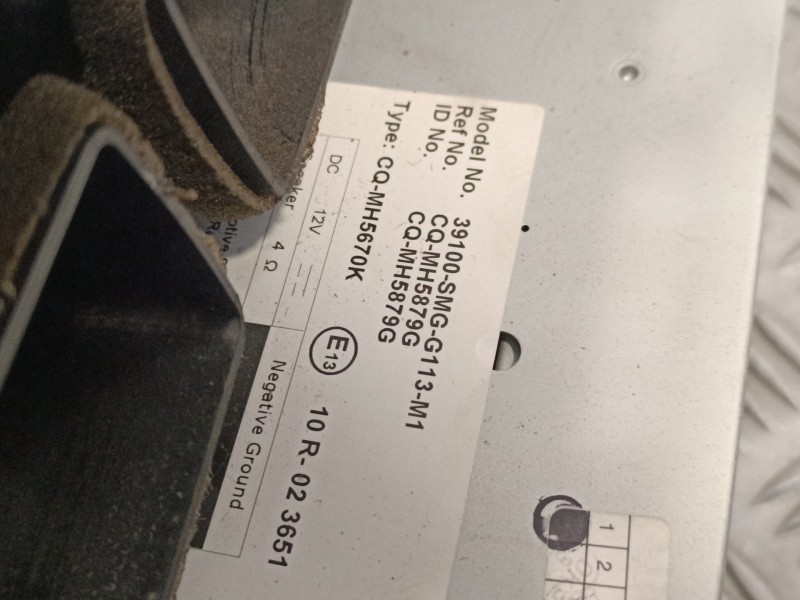 Model No. 39100-SMG-G113-M1
Ref No. CQ-MH5879G
ID No. CQ-MH5879G
Type: CQ-MH5670K
E13 10 R- 02 3651
DC 12V
4 Ω
Negative Ground
1
2